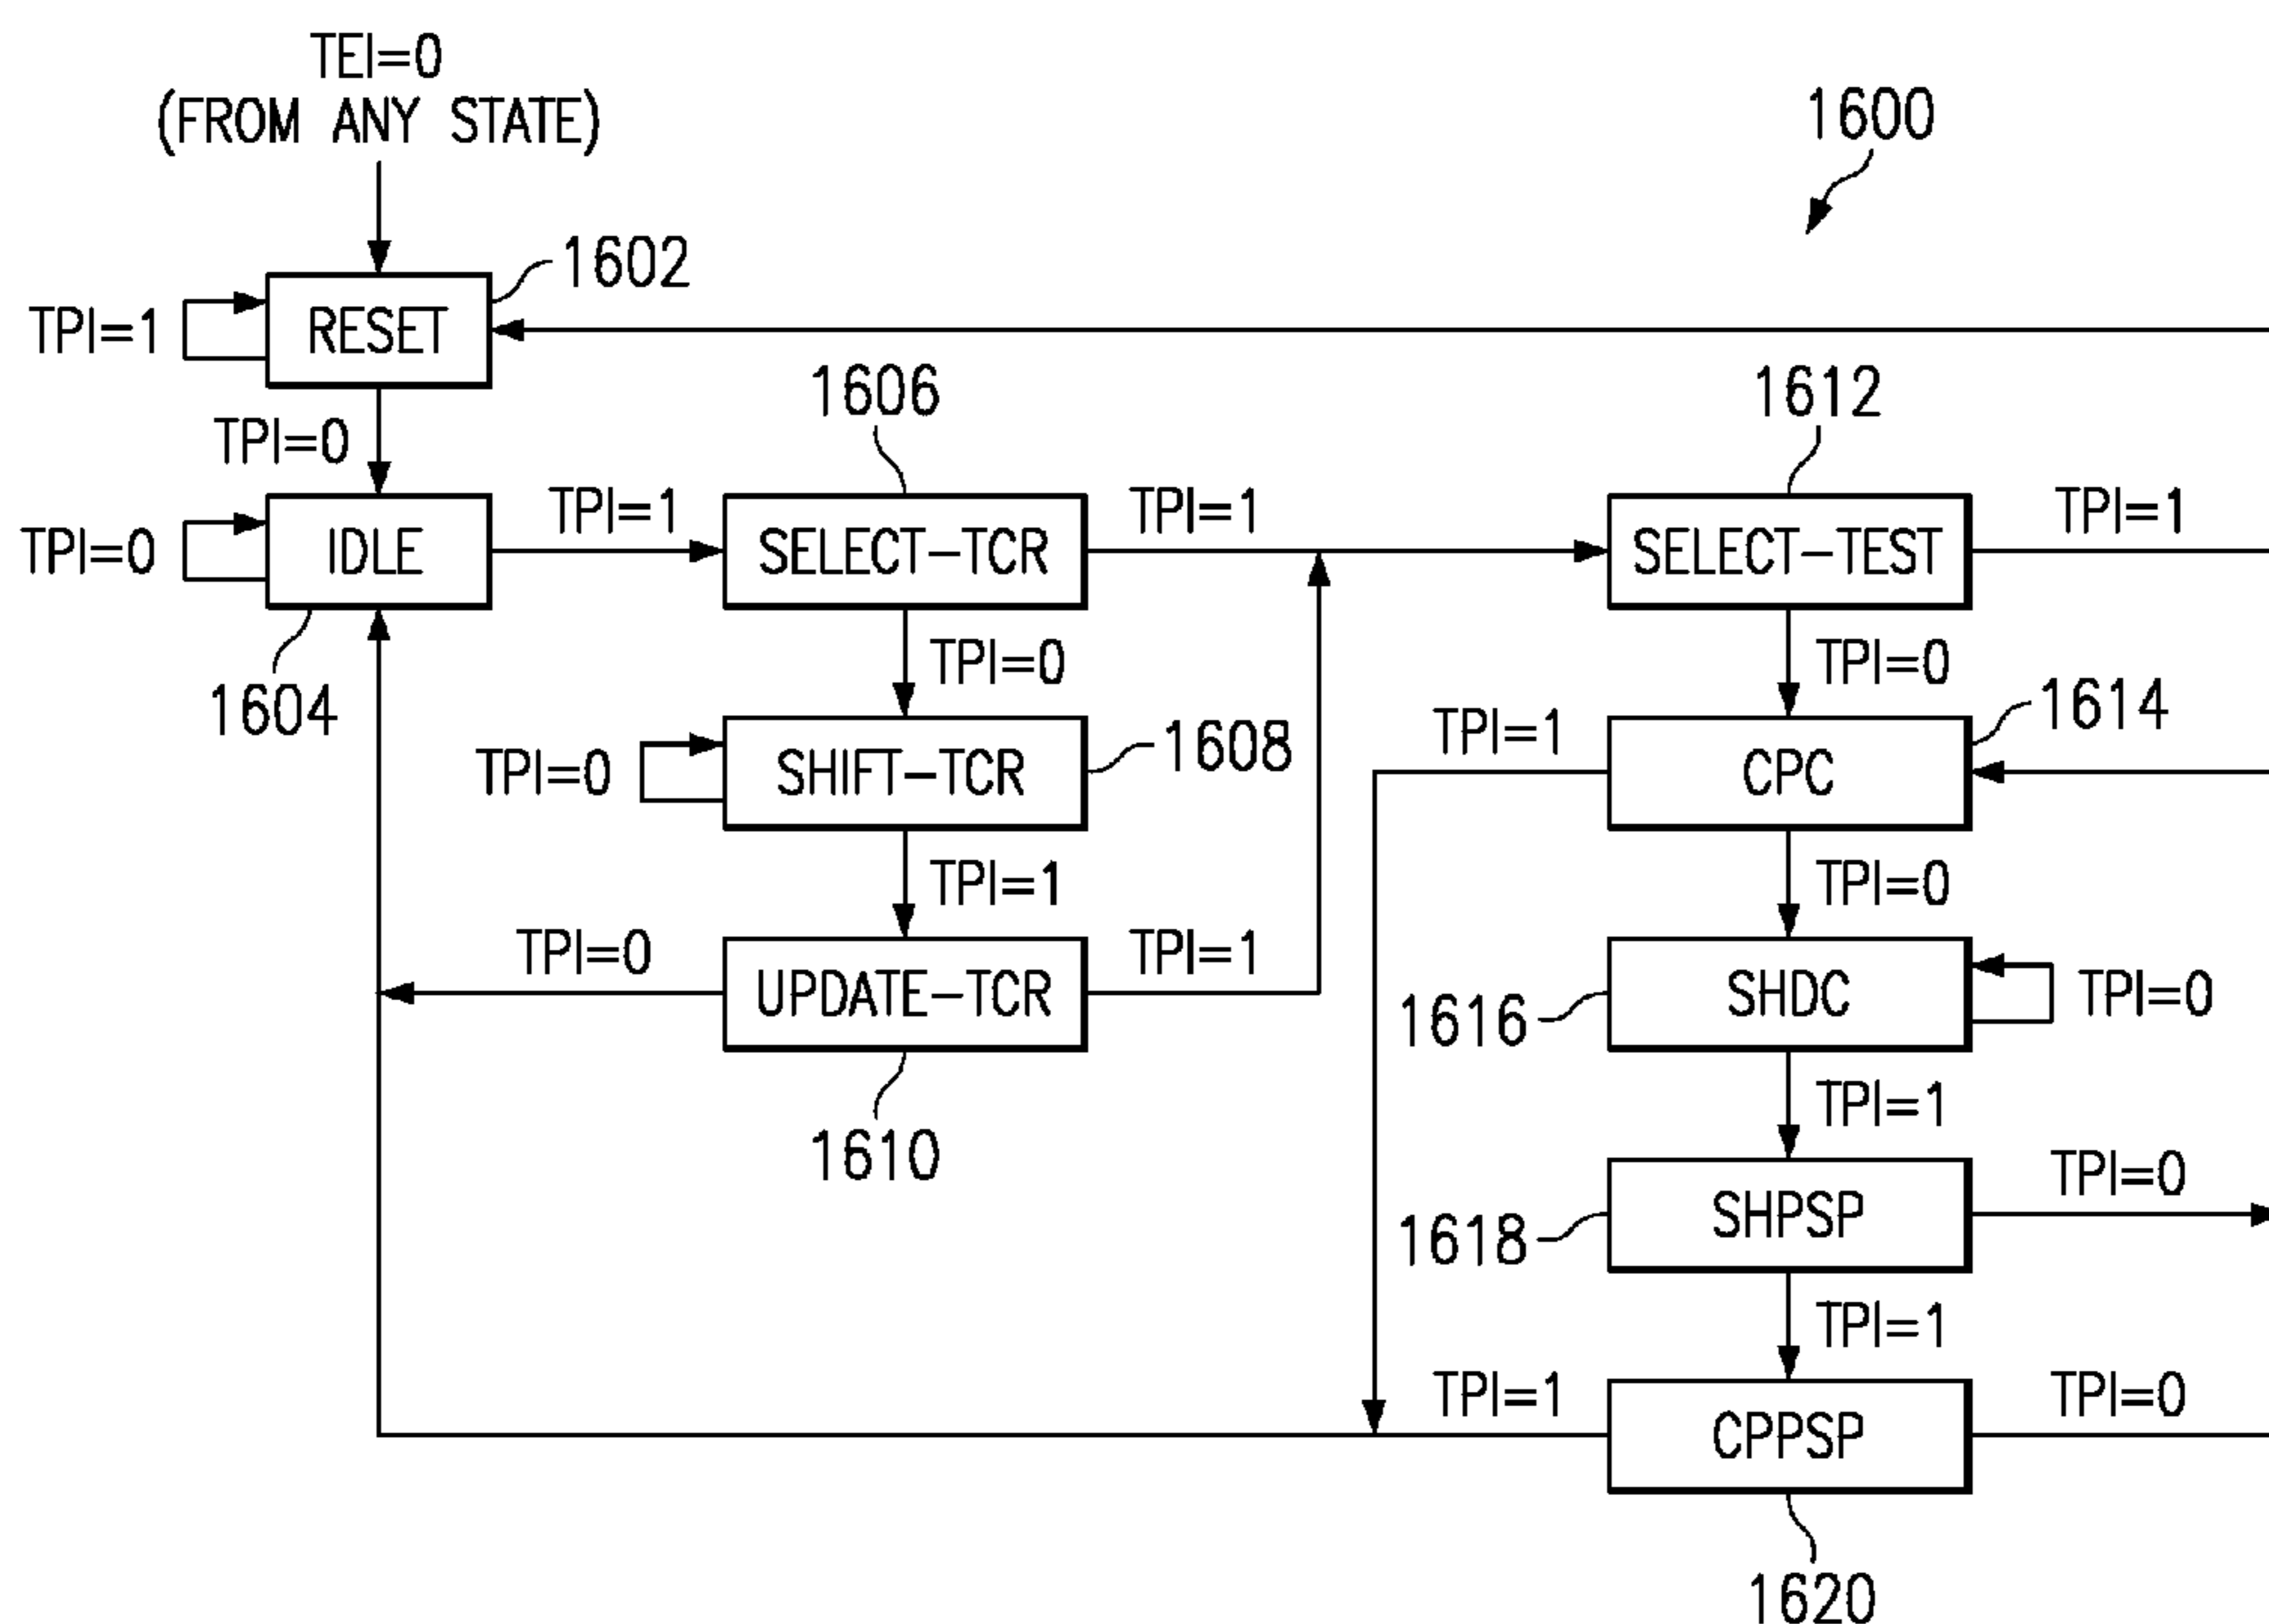 TEI=0
(FROM ANY STATE)
1600
1602
TPI=1
RESET
1606
1612
TPI=0
TPI=1
TPI=1
TPI=1
TPI=0
IDLE
SELECT-TCR
SELECT-TEST
TPI=0
TPI=0
1604
1614
TPI=1
TPI=0
SHIFT-TCR
1608
CPC
TPI=1
TPI=0
TPI=0
TPI=1
UPDATE-TCR
SHDC
TPI=0
1616
1610
TPI=1
TPI=0
SHPSP
1618
TPI=1
TPI=1
TPI=0
CPPSP
1620